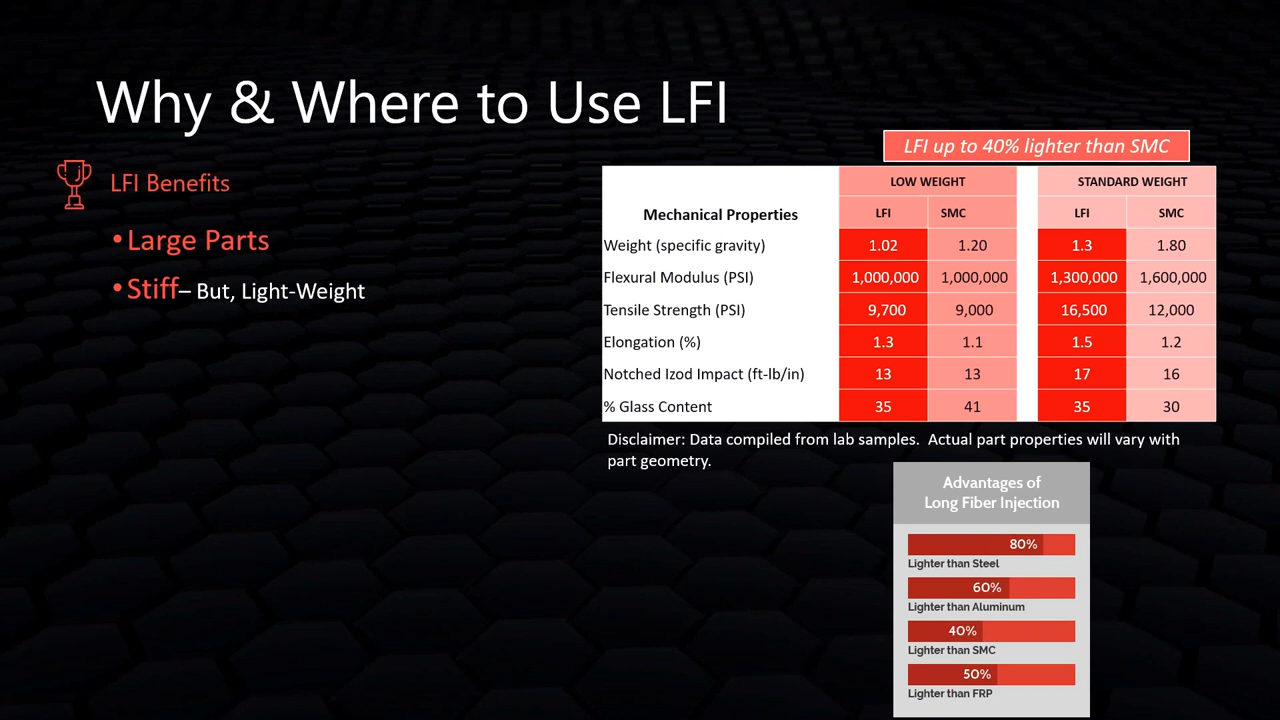 Why & Where to Use LFI
LFI Benefits
•Large Parts
•Stiff– But, Light-Weight
LFI up to 40% lighter than SMC
LOW WEIGHT STANDARD WEIGHT
Mechanical Properties LFI SMC LFI SMC
Weight (specific gravity) 1.02 1.20 1.3 1.80
Flexural Modulus (PSI) 1,000,000 1,000,000 1,300,000 1,600,000
Tensile Strength (PSI) 9,700 9,000 16,500 12,000
Elongation (%) 1.3 1.1 1.5 1.2
Notched Izod Impact (ft-lb/in) 13 13 17 16
% Glass Content 35 41 35 30
Disclaimer: Data compiled from lab samples.  Actual part properties will vary with
part geometry.
Advantages of
Long Fiber Injection
80%
Lighter than Steel
60%
Lighter than Aluminum
40%
Lighter than SMC
50%
Lighter than FRP